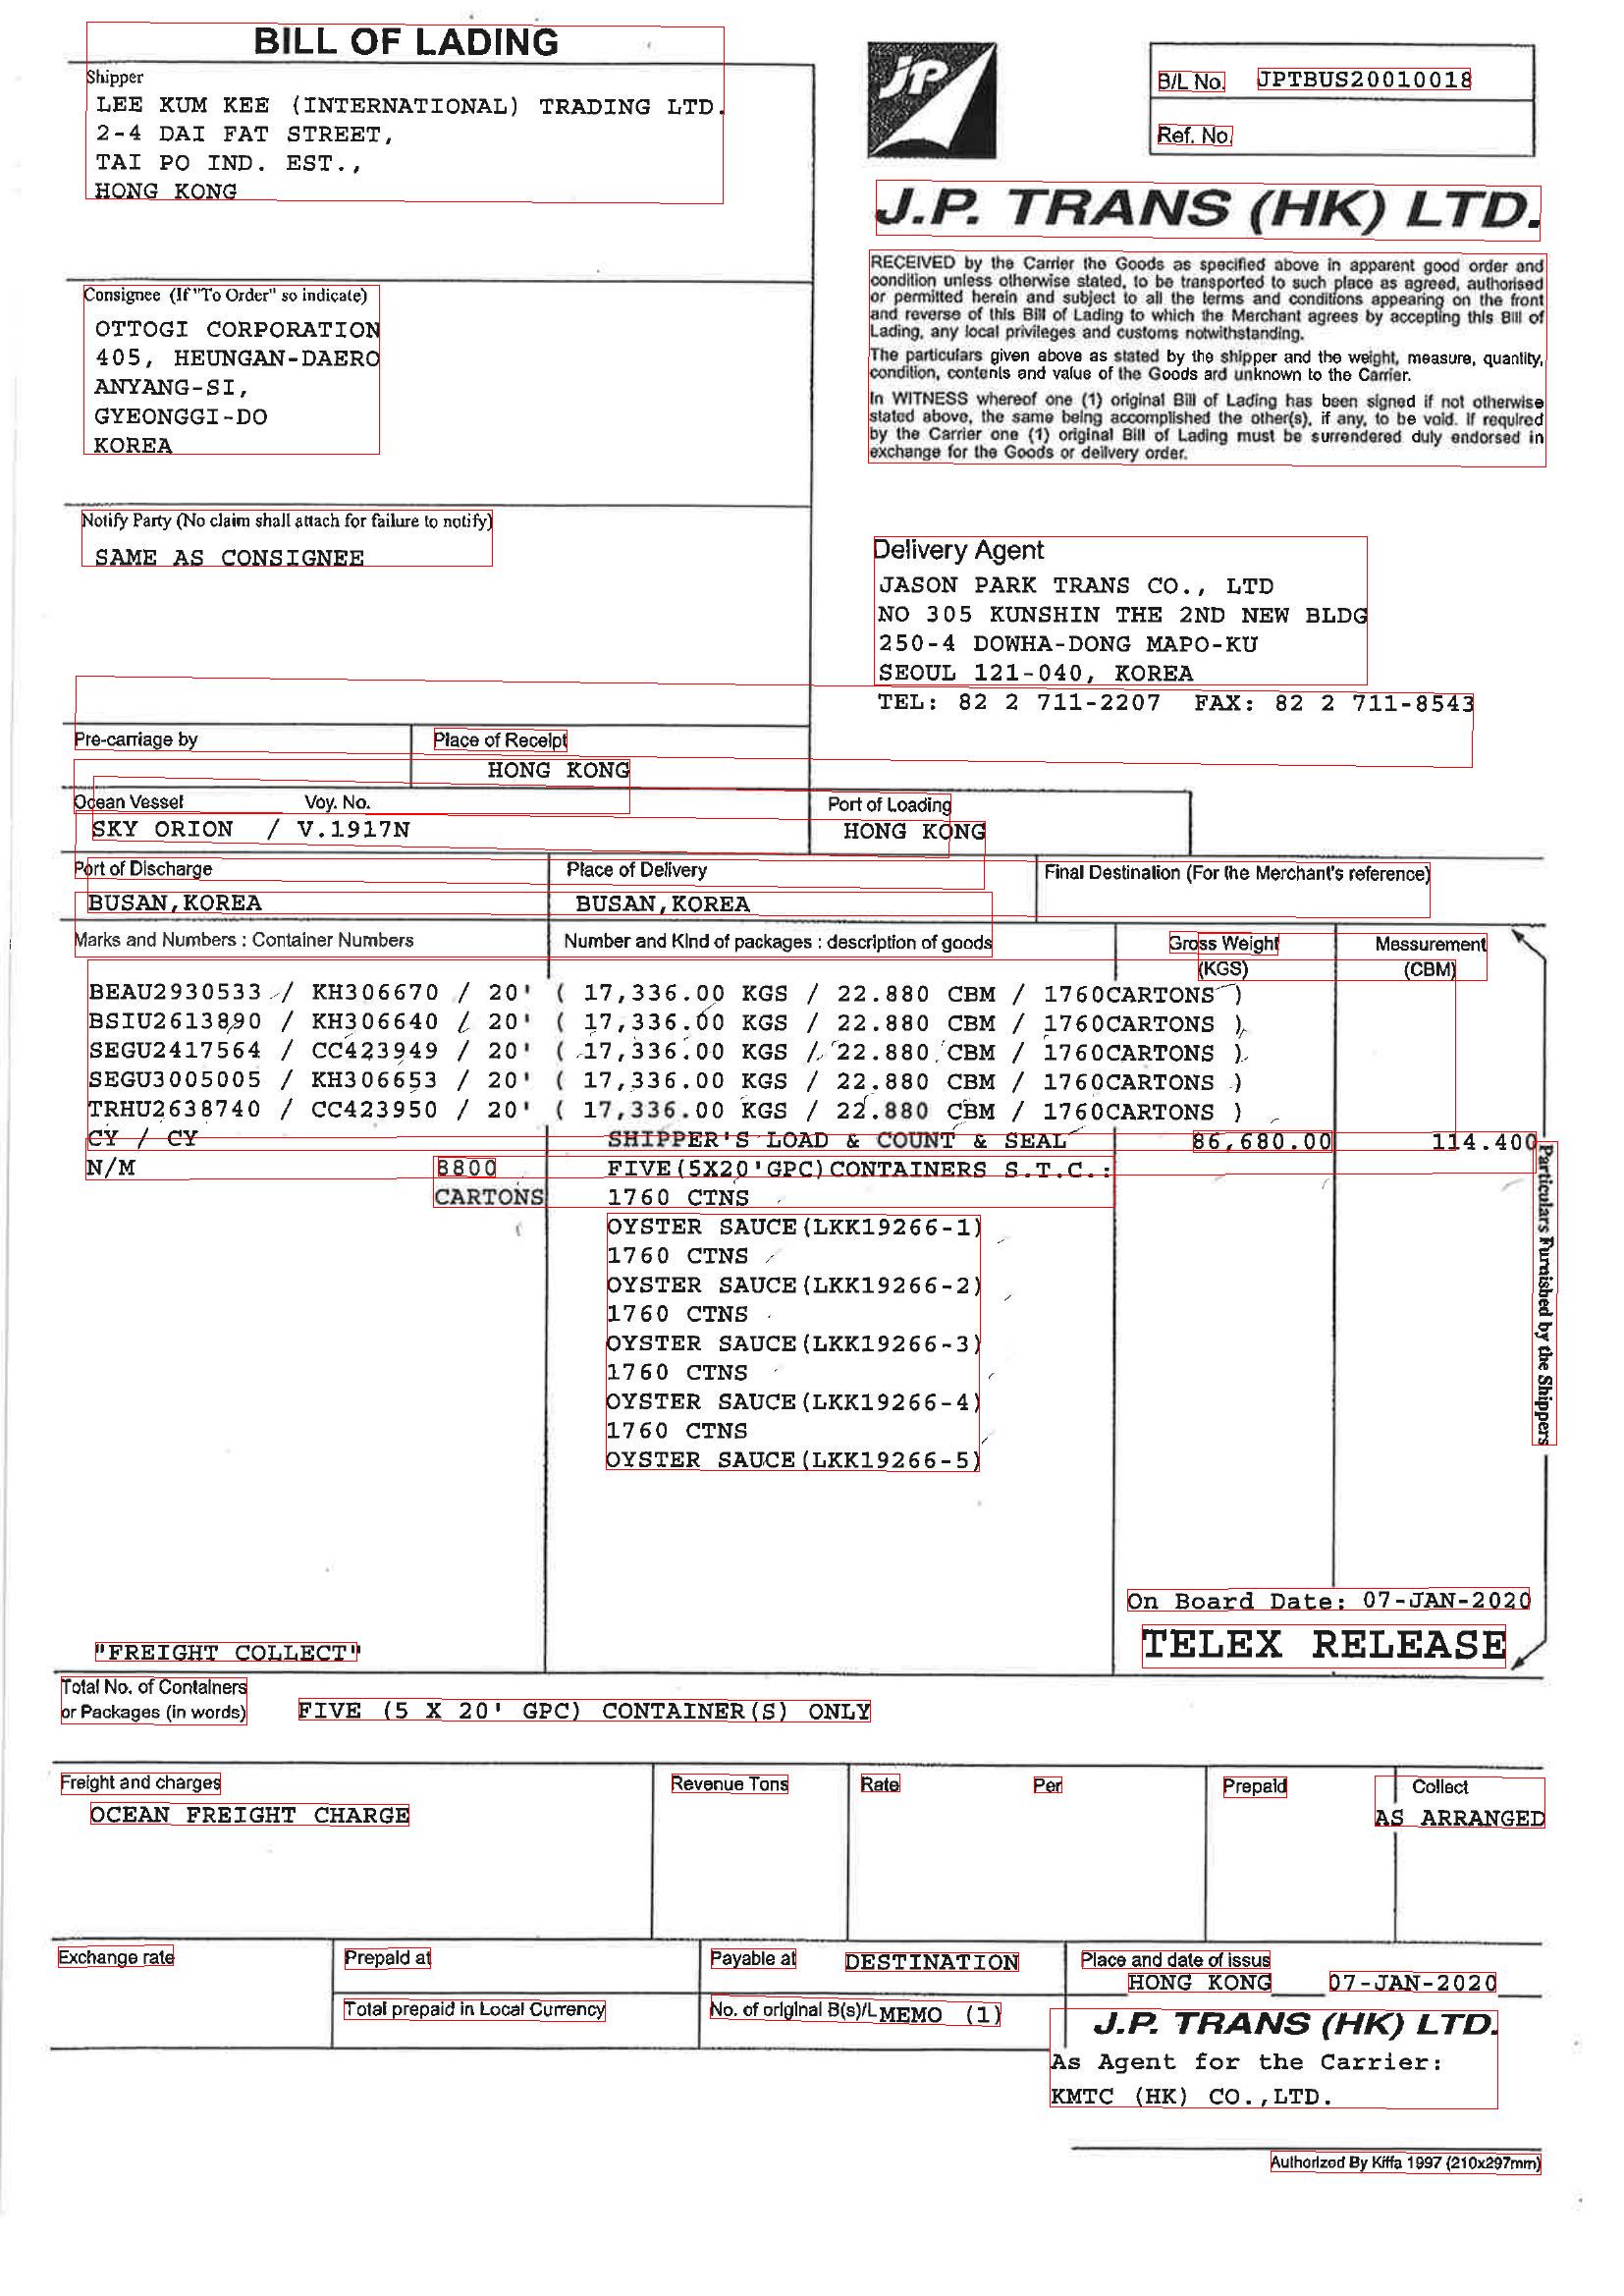 BILL OF LADING
Shipper
LEE KUM KEE (INTERNATIONAL) TRADING LTD.
2-4 DAI FAT STREET,
TAI PO IND. EST.,
HONG KONG
JP
B/L No. JPTBUS20010018
Ref. No.
J.P. TRANS (HK) LTD.
RECEIVED by the Carrier the Goods as specified above in apparent good order and
condition unless otherwise stated, to be transported to such place as agreed, authorised
or permitted herein and subject to all the terms and conditions appearing on the front
and reverse of this Bill of Lading to which the Merchant agrees by accepting this Bill of
Lading, any local privileges and customs notwithstanding.
The particulars given above as stated by the shipper and the weight, measure, quantity,
condition, contents and value of the Goods ard unknown to the Carrier.
In WITNESS whereof one (1) original Bill of Lading has been signed if not otherwise
stated above, the same being accomplished the other(s), if any, to be void. If required
by the Carrier one (1) original Bill of Lading must be surrendered duly endorsed in
exchange for the Goods or delivery order.
Consignee (If "To Order" so indicate)
OTTOGI CORPORATION
405, HEUNGAN-DAERO
ANYANG-SI,
GYEONGGI-DO
KOREA
Notify Party (No claim shall attach for failure to notify)
SAME AS CONSIGNEE
Delivery Agent
JASON PARK TRANS CO., LTD
NO 305 KUNSHIN THE 2ND NEW BLDG
250-4 DOWHA-DONG MAPO-KU
SEOUL 121-040, KOREA
TEL: 82 2 711-2207 FAX: 82 2 711-8543
Pre-carriage by Place of Receipt
HONG KONG
Ocean Vessel Voy. No. Port of Loading
SKY ORION / V.1917N HONG KONG
Port of Discharge Place of Delivery Final Destination (For the Merchant's reference)
BUSAN,KOREA BUSAN,KOREA
Marks and Numbers : Container Numbers Number and Kind of packages : description of goods Gross Weight Messurement
(KGS) (CBM)
BEAU2930533 / KH306670 / 20' ( 17,336.00 KGS / 22.880 CBM / 1760CARTONS )
BSIU2613890 / KH306640 / 20' ( 17,336.00 KGS / 22.880 CBM / 1760CARTONS )
SEGU2417564 / CC423949 / 20' ( 17,336.00 KGS / 22.880 CBM / 1760CARTONS )
SEGU3005005 / KH306653 / 20' ( 17,336.00 KGS / 22.880 CBM / 1760CARTONS )
TRHU2638740 / CC423950 / 20' ( 17,336.00 KGS / 22.880 CBM / 1760CARTONS )
CY / CY SHIPPER'S LOAD & COUNT & SEAL 86,680.00 114.400
N/M 8800 FIVE(5X20'GPC)CONTAINERS S.T.C.:
CARTONS 1760 CTNS
OYSTER SAUCE(LKK19266-1)
1760 CTNS
OYSTER SAUCE(LKK19266-2)
1760 CTNS
OYSTER SAUCE(LKK19266-3)
1760 CTNS
OYSTER SAUCE(LKK19266-4)
1760 CTNS
OYSTER SAUCE(LKK19266-5)
Particulars Furnished by the Shippers
On Board Date: 07-JAN-2020
"FREIGHT COLLECT" TELEX RELEASE
Total No. of Containers
or Packages (in words) FIVE (5 X 20' GPC) CONTAINER(S) ONLY
Freight and charges Revenue Tons Rate Per Prepaid Collect
OCEAN FREIGHT CHARGE AS ARRANGED
Exchange rate Prepaid at Payable at DESTINATION Place and date of issus
HONG KONG 07-JAN-2020
Total prepaid in Local Currency No. of original B(s)/L MEMO (1)
J.P. TRANS (HK) LTD.
As Agent for the Carrier:
KMTC (HK) CO.,LTD.
Authorized By Kiffa 1997 (210x297mm)